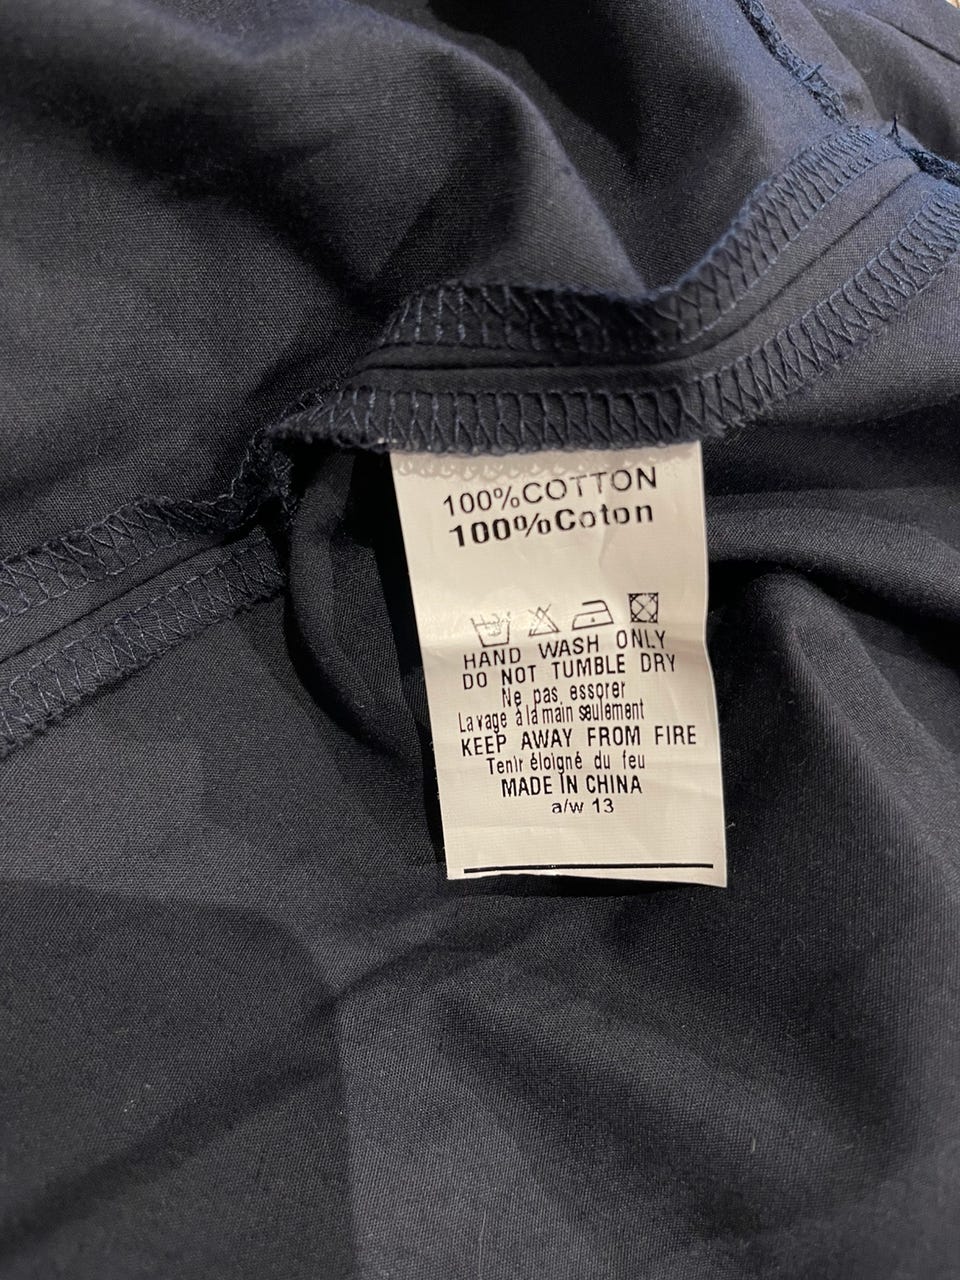 100%COTTON
100%Coton
HAND WASH ONLY
DO NOT TUMBLE DRY
Ne pas essorer
Lavage à la main seulement
KEEP AWAY FROM FIRE
Tenir éloigné du feu
MADE IN CHINA
a/w 13